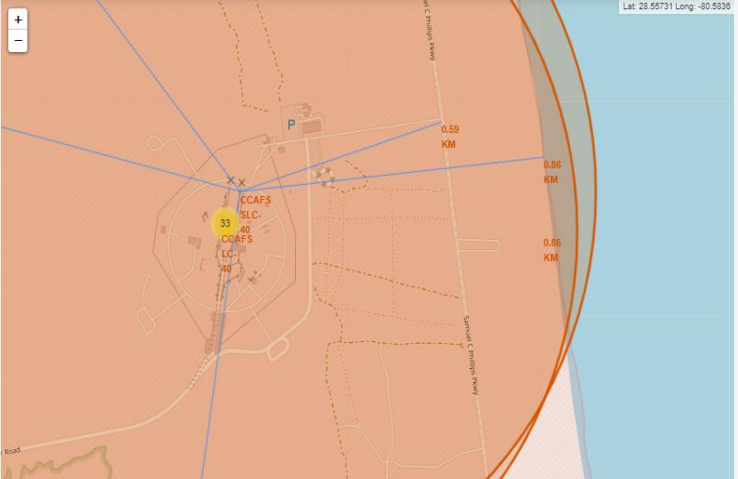 +
−
Lat: 28.55731 Long: -80.5836
el C Phillips Pkwy
P
0.59
KM
0.86
KM
CCAFS
SLC-
40
33
CCAFS
LC-
40
0.86
KM
Samuel C Phillips Pkwy
Road